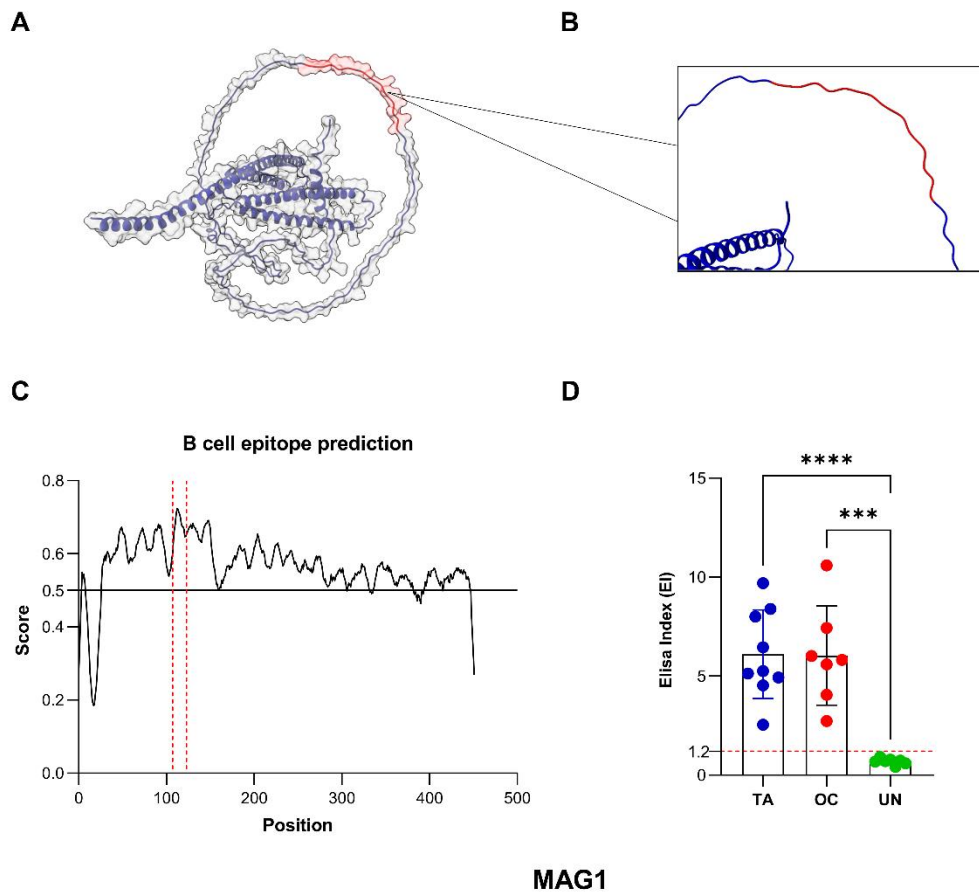 A
B
C
B cell epitope prediction
0.8
0.6
0.5
0.4
0.2
0.0
0
100
200
300
400
500
Score
Position
D
****
***
15
10
5
1.2
0
Elisa Index (EI)
TA
OC
UN
MAG1